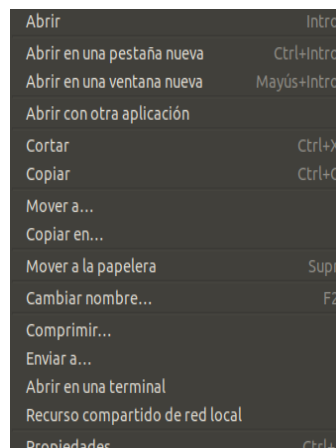 Abrir Intro
Abrir en una pestaña nueva Ctrl+Intro
Abrir en una ventana nueva Mayús+Intro
Abrir con otra aplicación
Cortar Ctrl+X
Copiar Ctrl+C
Mover a...
Copiar en...
Mover a la papelera Supr
Cambiar nombre... F2
Comprimir...
Enviar a...
Abrir en una terminal
Recurso compartido de red local
Propiedades Ctrl+